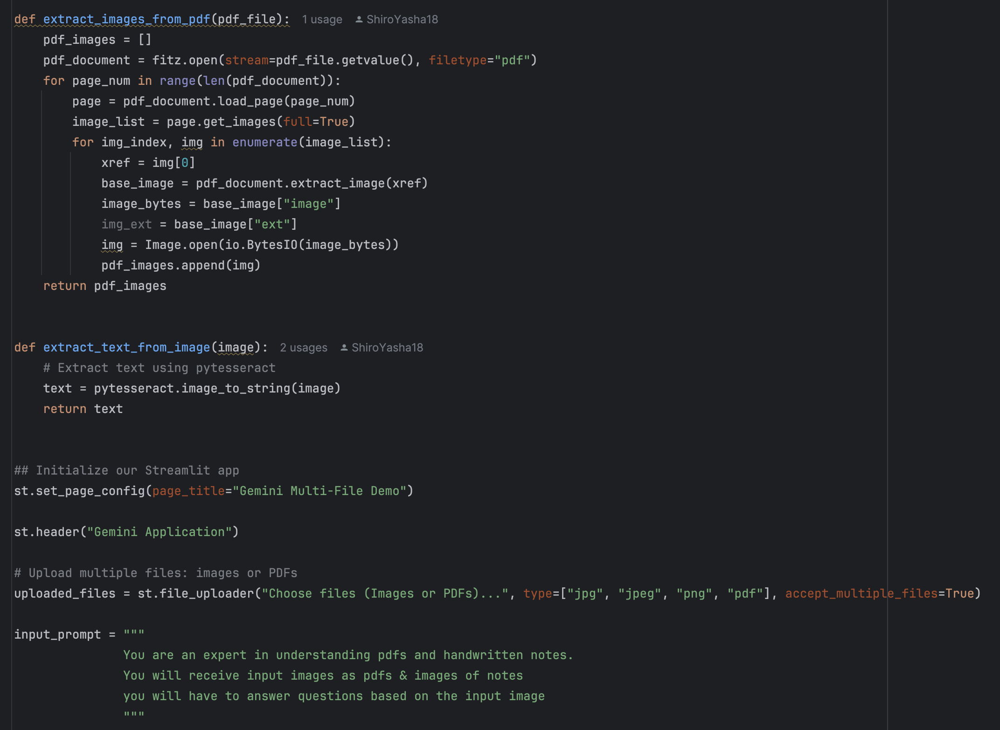 def extract_images_from_pdf(pdf_file): 1 usage ShiroYasha18
    pdf_images = []
    pdf_document = fitz.open(stream=pdf_file.getvalue(), filetype="pdf")
    for page_num in range(len(pdf_document)):
        page = pdf_document.load_page(page_num)
        image_list = page.get_images(full=True)
        for img_index, img in enumerate(image_list):
            xref = img[0]
            base_image = pdf_document.extract_image(xref)
            image_bytes = base_image["image"]
            img_ext = base_image["ext"]
            img = Image.open(io.BytesIO(image_bytes))
            pdf_images.append(img)
    return pdf_images
def extract_text_from_image(image): 2 usages ShiroYasha18
    # Extract text using pytesseract
    text = pytesseract.image_to_string(image)
    return text
## Initialize our Streamlit app
st.set_page_config(page_title="Gemini Multi-File Demo")
st.header("Gemini Application")
# Upload multiple files: images or PDFs
uploaded_files = st.file_uploader("Choose files (Images or PDFs)...", type=["jpg", "jpeg", "png", "pdf"], accept_multiple_files=True)
input_prompt = """
               You are an expert in understanding pdfs and handwritten notes.
               You will receive input images as pdfs & images of notes
               you will have to answer questions based on the input image
               """